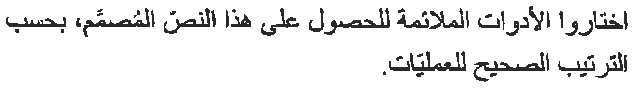 اختاروا الأدوات الملائمة للحصول على هذا النصّ المُصمَّم، بحسب
الترتيب الصحيح للعمليّات.